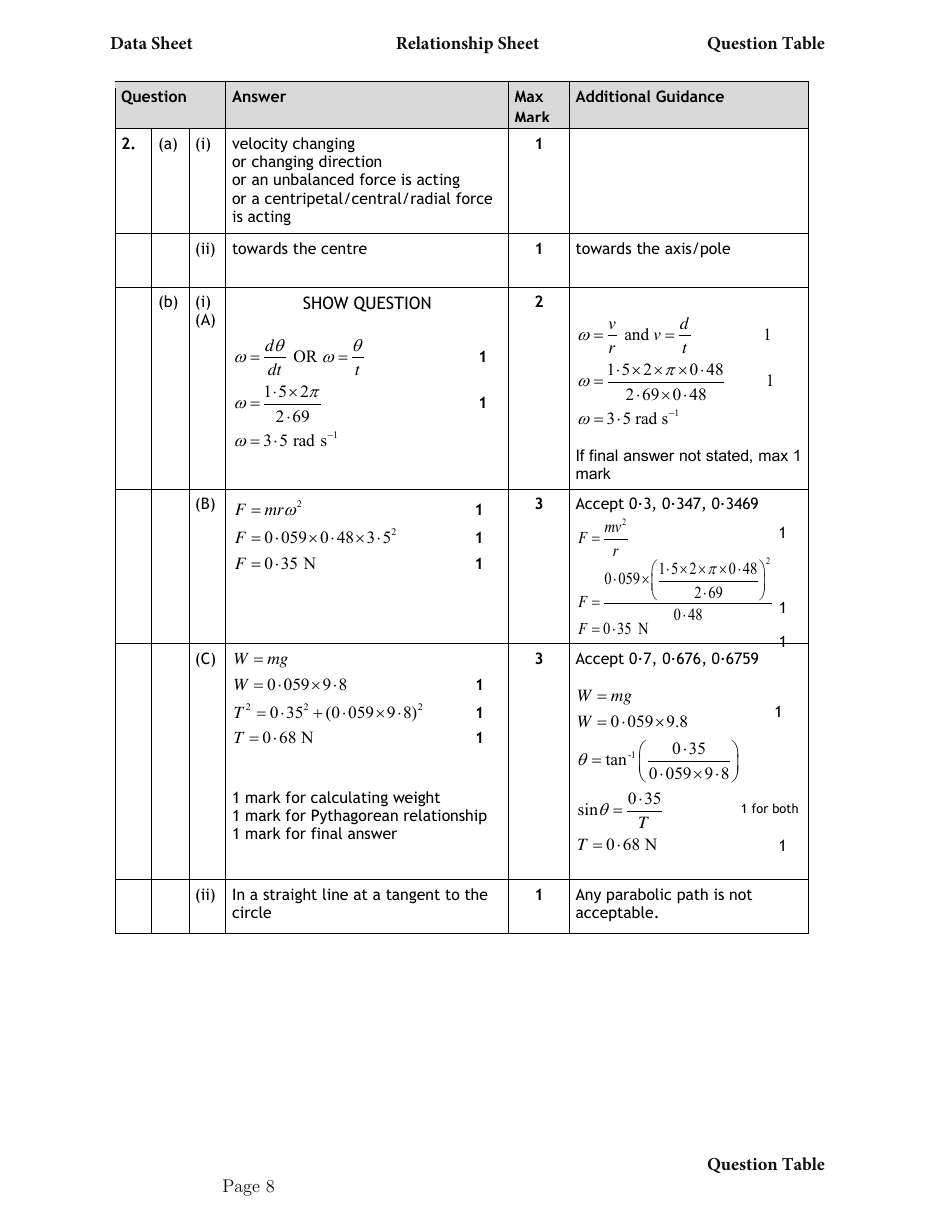 Data Sheet Relationship Sheet Question Table
Question Answer Max Mark Additional Guidance
2. (a) (i) velocity changing 1
or changing direction
or an unbalanced force is acting
or a centripetal/central/radial force
is acting
(ii) towards the centre 1 towards the axis/pole
(b) (i) (A) SHOW QUESTION 2
ω = dθ/dt OR ω = θ/t 1
ω = 1·5×2π / 2·69 1
ω = 3·5 rad s⁻¹
ω = v/r and v = d/t 1
ω = 1·5×2×π×0·48 / 2·69×0·48 1
ω = 3·5 rad s⁻¹
If final answer not stated, max 1
mark
(B) F = mrω² 1
F = 0·059×0·48×3·5² 1
F = 0·35 N 1
3
Accept 0·3, 0·347, 0·3469
F = mv²/r 1
F = 0·059×(1·5×2×π×0·48 / 2·69)² / 0·48 1
F = 0·35 N 1
(C) W = mg
W = 0·059×9·8 1
T² = 0·35² + (0·059×9·8)² 1
T = 0·68 N 1
1 mark for calculating weight
1 mark for Pythagorean relationship
1 mark for final answer
3
Accept 0·7, 0·676, 0·6759
W = mg
W = 0·059×9.8 1
θ = tan⁻¹(0·35 / 0·059×9·8)
sinθ = 0·35/T 1 for both
T = 0·68 N 1
(ii) In a straight line at a tangent to the
circle
1
Any parabolic path is not
acceptable.
Question Table
Page 8